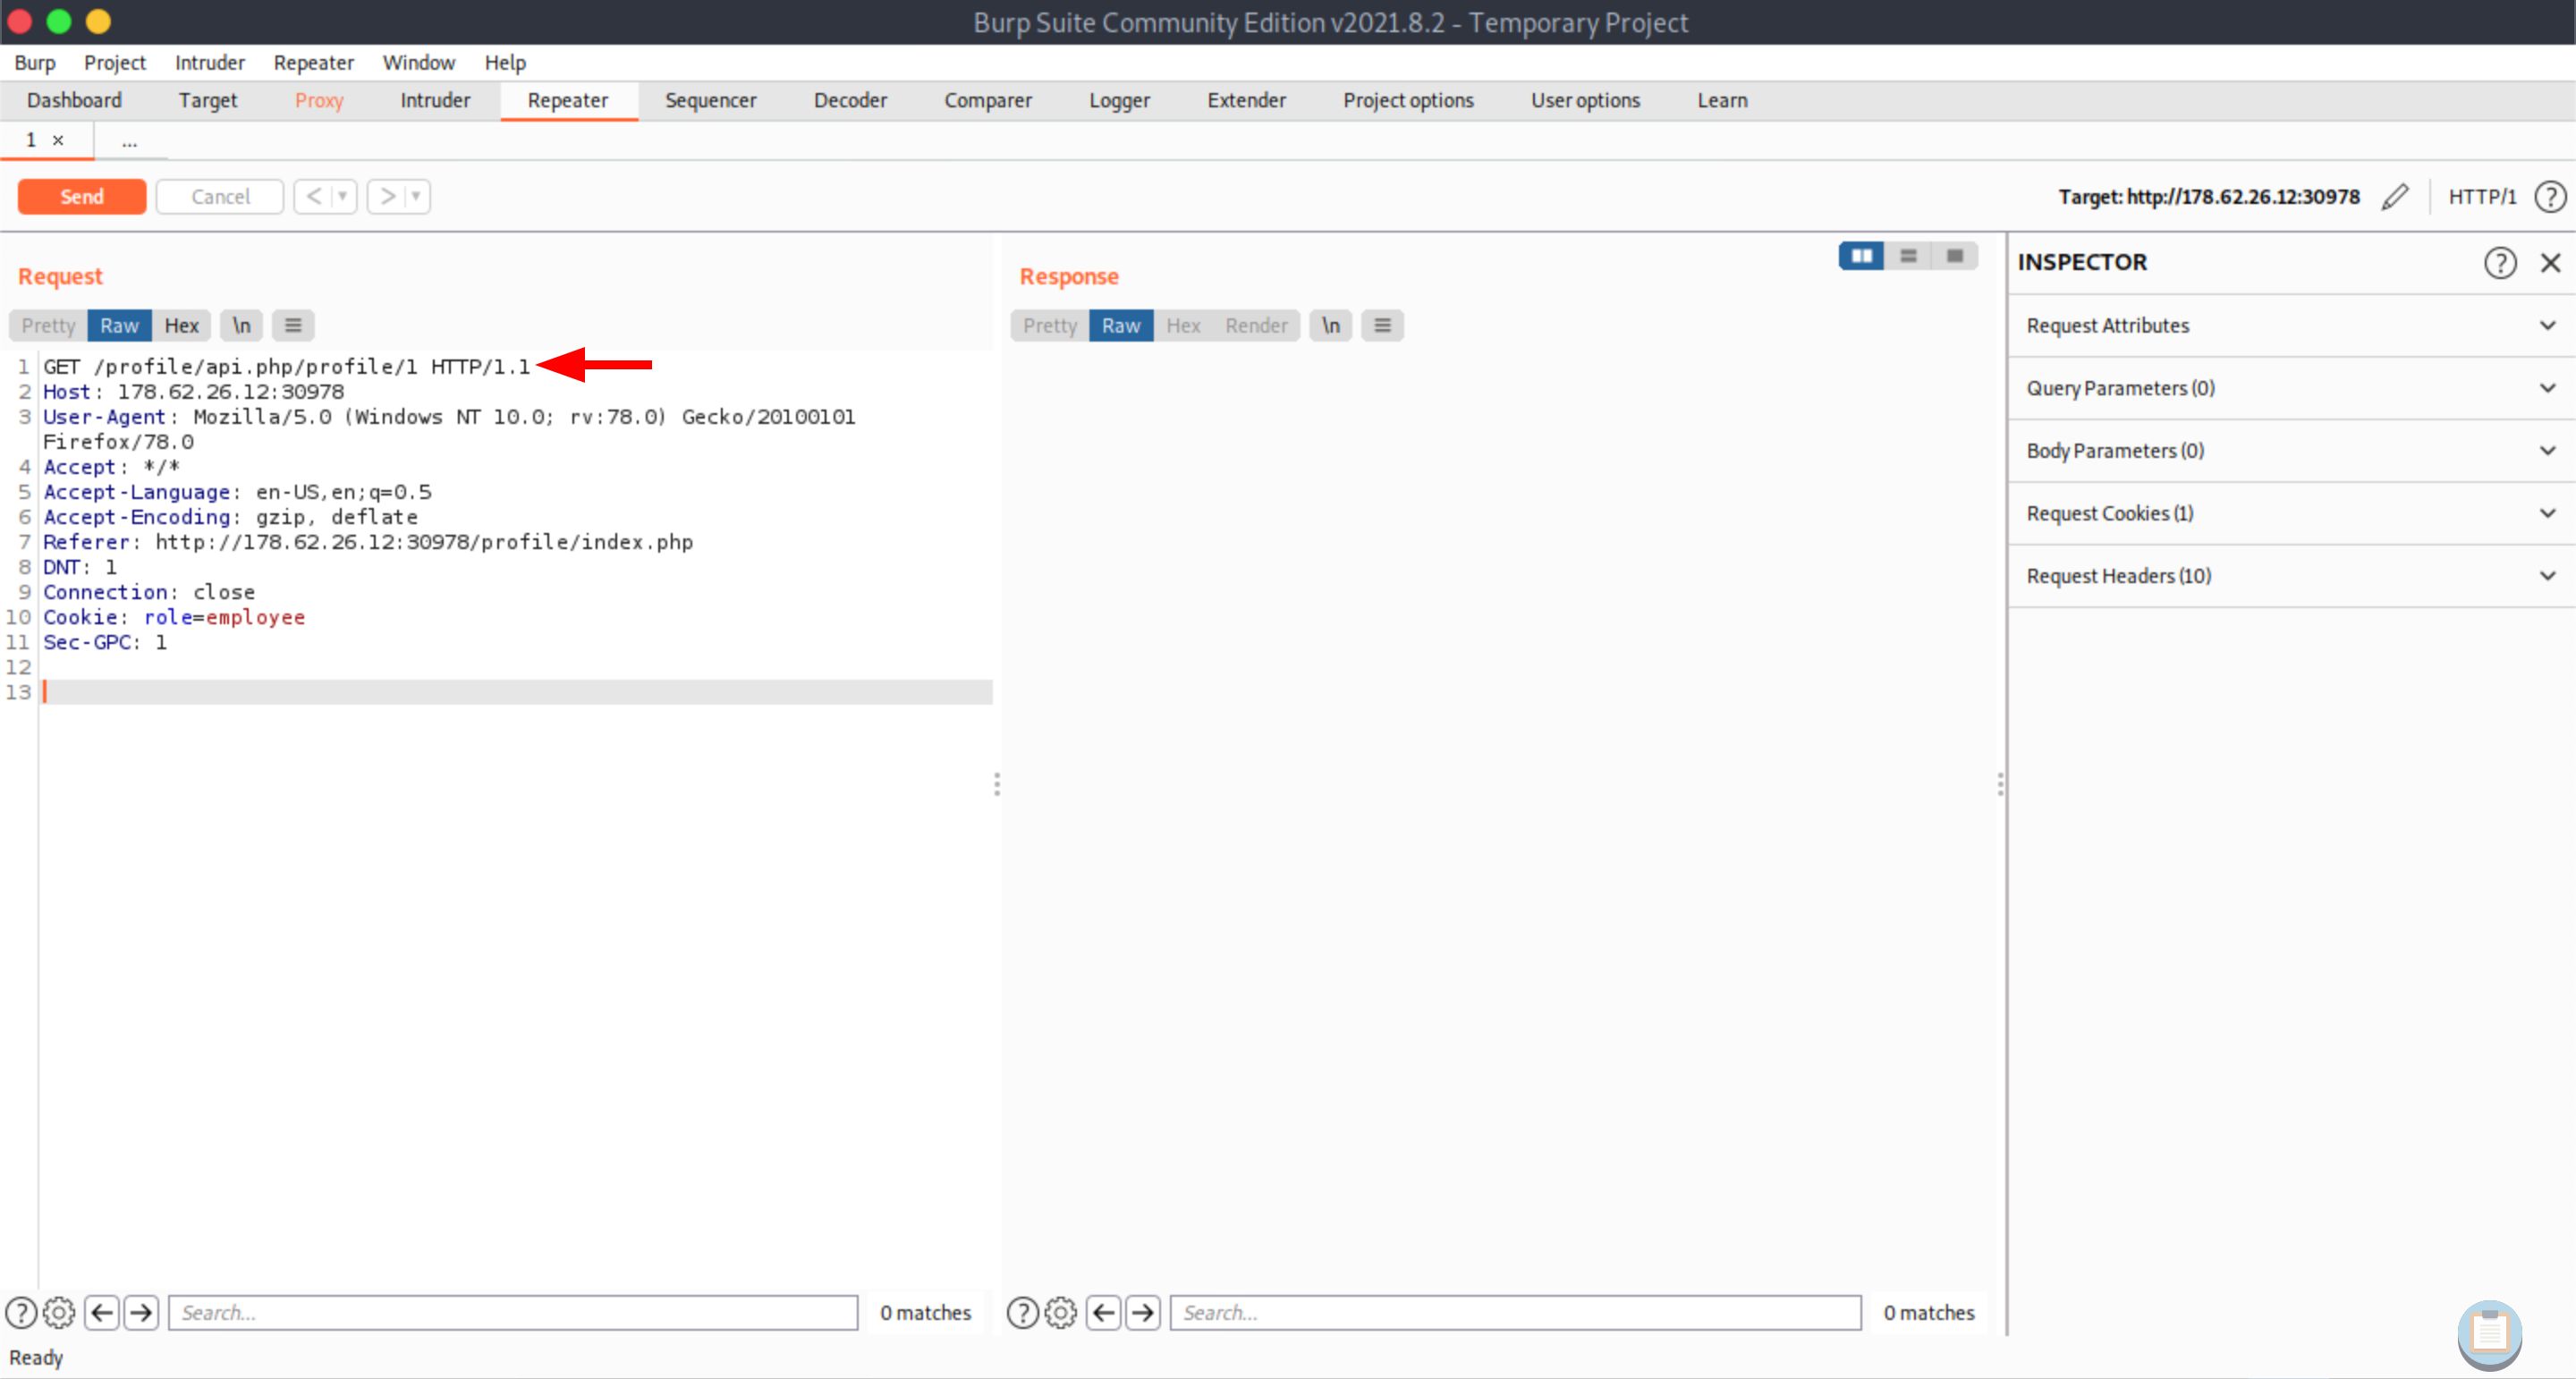 Burp Suite Community Edition v2021.8.2 - Temporary Project
Burp Project Intruder Repeater Window Help
Dashboard Target Proxy Intruder Repeater Sequencer Decoder Comparer Logger Extender Project options User options Learn
1 × ...
Send Cancel < > Target: http://178.62.26.12:30978 HTTP/1 ?
Request
Pretty Raw Hex \n
1 GET /profile/api.php/profile/1 HTTP/1.1
2 Host: 178.62.26.12:30978
3 User-Agent: Mozilla/5.0 (Windows NT 10.0; rv:78.0) Gecko/20100101
Firefox/78.0
4 Accept: */*
5 Accept-Language: en-US,en;q=0.5
6 Accept-Encoding: gzip, deflate
7 Referer: http://178.62.26.12:30978/profile/index.php
8 DNT: 1
9 Connection: close
10 Cookie: role=employee
11 Sec-GPC: 1
12
13
? Search... 0 matches
Response
Pretty Raw Hex Render \n
? Search... 0 matches
INSPECTOR ?
Request Attributes
Query Parameters (0)
Body Parameters (0)
Request Cookies (1)
Request Headers (10)
Ready